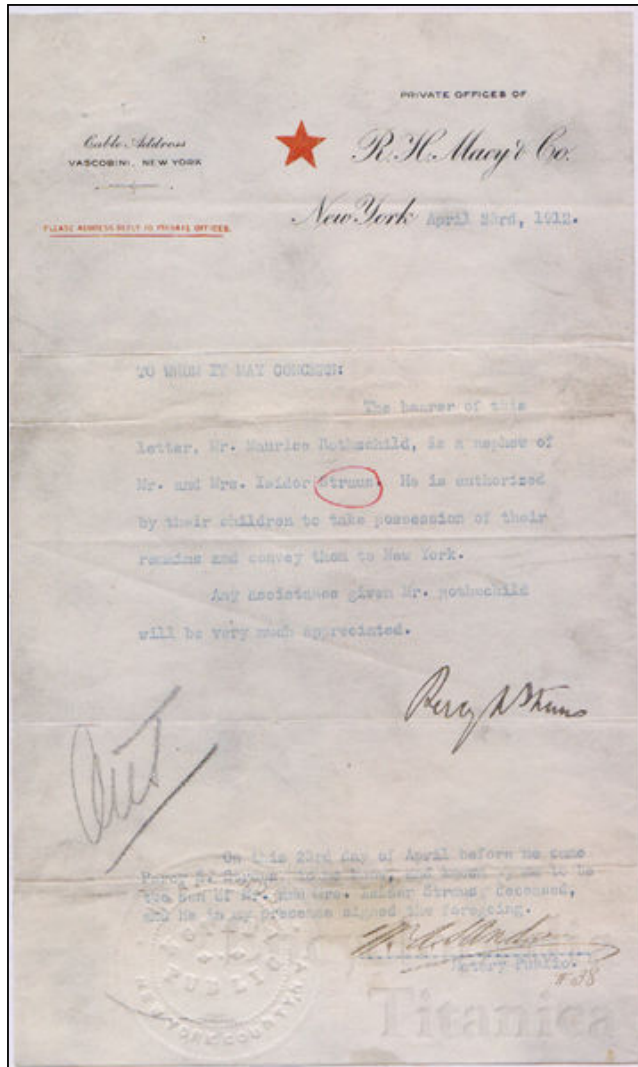 PRIVATE OFFICES OF
Cable Address
VASCOBINI, NEW YORK
R. H. Macy & Co.
PLEASE ADDRESS REPLY TO PRIVATE OFFICES.
New York April 23rd, 1912.
TO WHOM IT MAY CONCERN:
The bearer of this
letter, Mr. Maurice Rothschild, is a nephew of
Mr. and Mrs. Isidor Straus. He is authorized
by their children to take possession of their
remains and convey them to New York.
Any assistance given Mr. Rothschild
will be very much appreciated.
Percy S Straus
On this 23rd day of April before me came
Percy S. Straus, to me known to be
the Son of Mr. and Mrs. Isidor Straus, deceased,
and He in my presence signed the foregoing.
Notary Public.
# 38
NOTARY
PUBLIC
NEW YORK COUNTY
Titanica